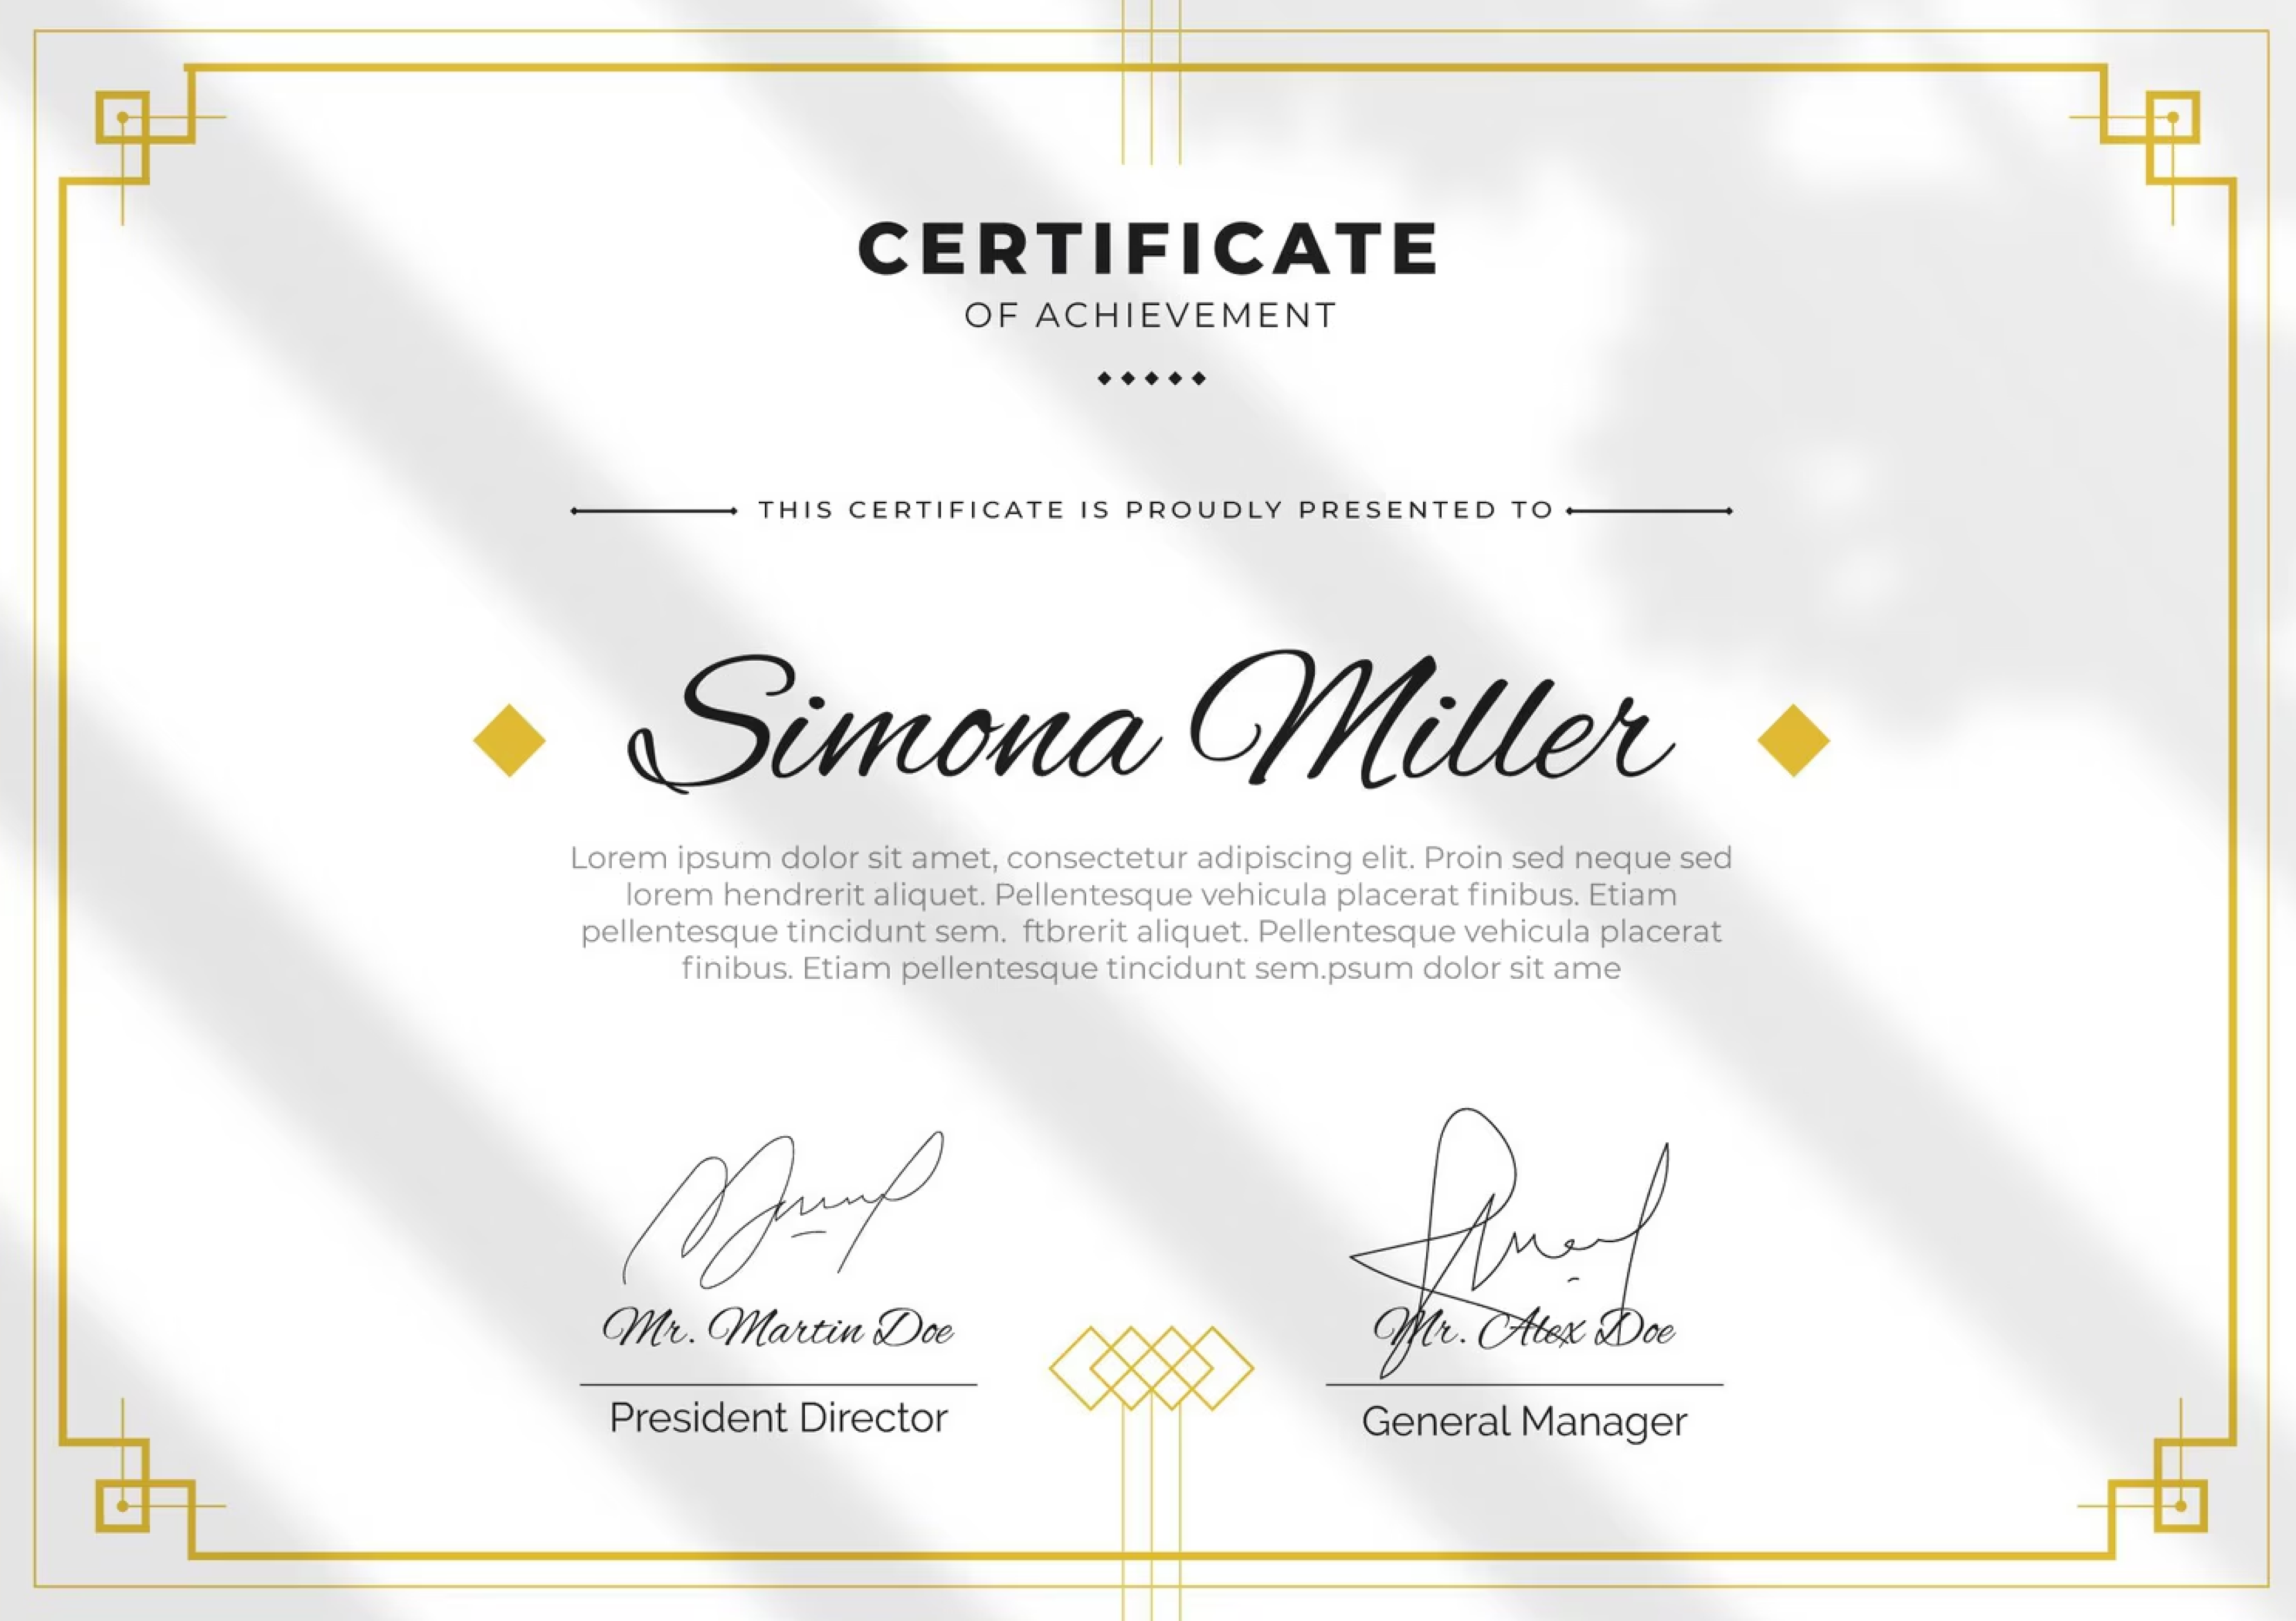 CERTIFICATE
OF ACHIEVEMENT
THIS CERTIFICATE IS PROUDLY PRESENTED TO
Simona Miller
Lorem ipsum dolor sit amet, consectetur adipiscing elit. Proin sed neque sed
lorem hendrerit aliquet. Pellentesque vehicula placerat finibus. Etiam
pellentesque tincidunt sem.  ftbrerit aliquet. Pellentesque vehicula placerat
finibus. Etiam pellentesque tincidunt sem.psum dolor sit ame
Mr. Martin Doe
President Director
Mr. Alex Doe
General Manager